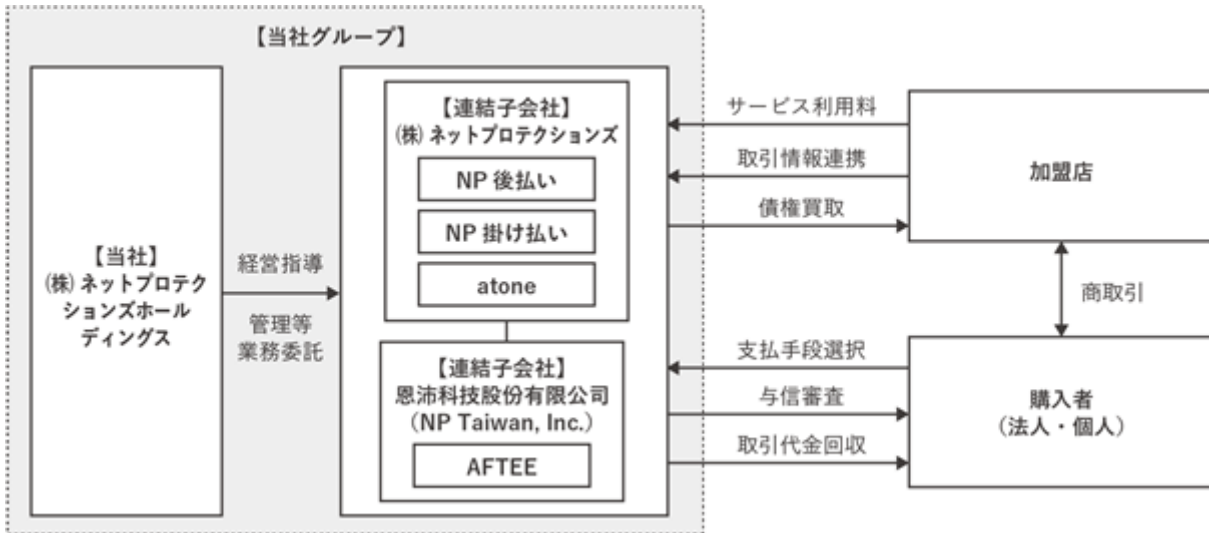 【当社グループ】
【当社】
(株) ネットプロテク
ションズホール
ディングス
経営指導
管理等
業務委託
【連結子会社】
(株) ネットプロテクションズ
NP 後払い
NP 掛け払い
atone
【連結子会社】
恩沛科技股份有限公司
(NP Taiwan, Inc.)
AFTEE
サービス利用料
取引情報連携
債権買取
加盟店
商取引
支払手段選択
与信審査
取引代金回収
購入者
(法人・個人)